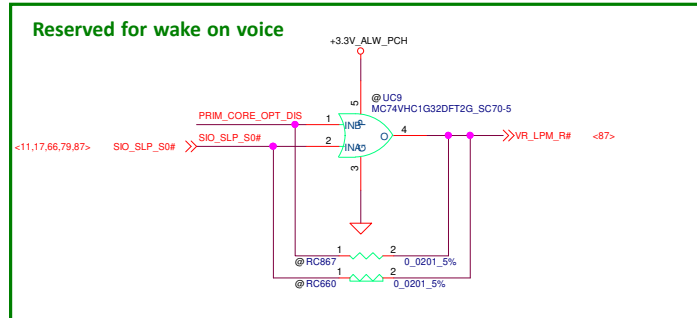 Reserved for wake on voice
+3.3V_ALW_PCH
@ UC9
MC74VHC1G32DFT2G_SC70-5
5
PRIM_CORE_OPT_DIS
1
INB
P
4
O
VR_LPM_R#
<87>
<11,17,66,79,87>
SIO_SLP_S0#
SIO_SLP_S0#
2
INA
G
3
1
2
@ RC867
0_0201_5%
1
2
@ RC660
0_0201_5%